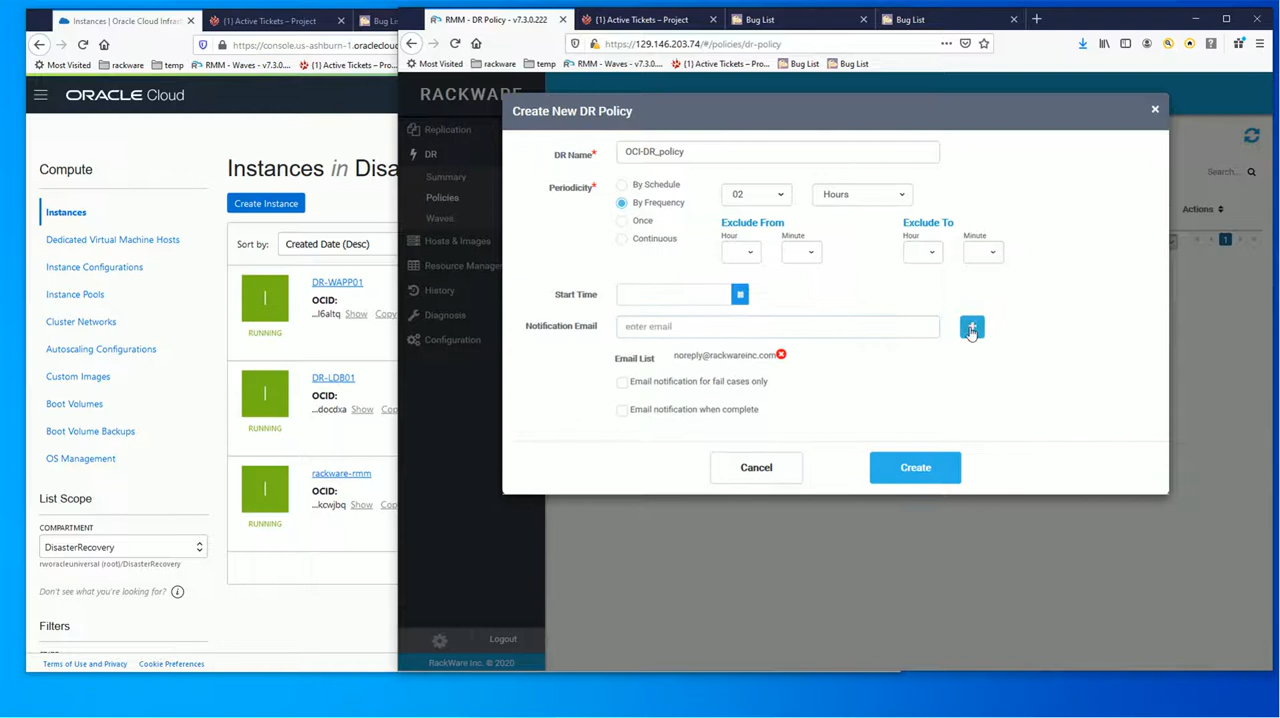 Instances | Oracle Cloud Infrast
(1) Active Tickets – Project
Bug Lis
https://console.us-ashburn-1.oraclecloud
Most Visited
rackware
temp
RMM - Waves - v7.3.0....
(1) Active Tickets - Pro...
ORACLE Cloud
Compute
Instances
Dedicated Virtual Machine Hosts
Instance Configurations
Instance Pools
Cluster Networks
Autoscaling Configurations
Custom Images
Boot Volumes
Boot Volume Backups
OS Management
List Scope
COMPARTMENT
DisasterRecovery
rworacleuniversal (root)/DisasterRecovery
Don't see what you're looking for?
Filters
Terms of Use and Privacy
Cookie Preferences
Instances in Disa
Create Instance
Sort by:
Created Date (Desc)
I
RUNNING
DR-WAPP01
OCID:
...l6altq Show Copy
I
RUNNING
DR-LDB01
OCID:
...docdxa Show Cop
I
RUNNING
rackware-rmm
OCID:
...kcwjbq Show Cop
RMM - DR Policy - v7.3.0.222
(1) Active Tickets – Project
Bug List
Bug List
https://129.146.203.74/#/policies/dr-policy
Most Visited
rackware
temp
RMM - Waves - v7.3.0....
(1) Active Tickets - Pro...
Bug List
Bug List
RACKWARE
Replication
DR
Summary
Policies
Waves
Hosts & Images
Resource Manager
History
Diagnosis
Configuration
Logout
RackWare Inc. © 2020
Search...
Actions
1
Create New DR Policy
DR Name*
OCI-DR_policy
Periodicity*
By Schedule
By Frequency
Once
Continuous
02
Hours
Exclude From
Hour
Minute
Exclude To
Hour
Minute
Start Time
Notification Email
enter email
Email List
noreply@rackwareinc.com
Email notification for fail cases only
Email notification when complete
Cancel
Create